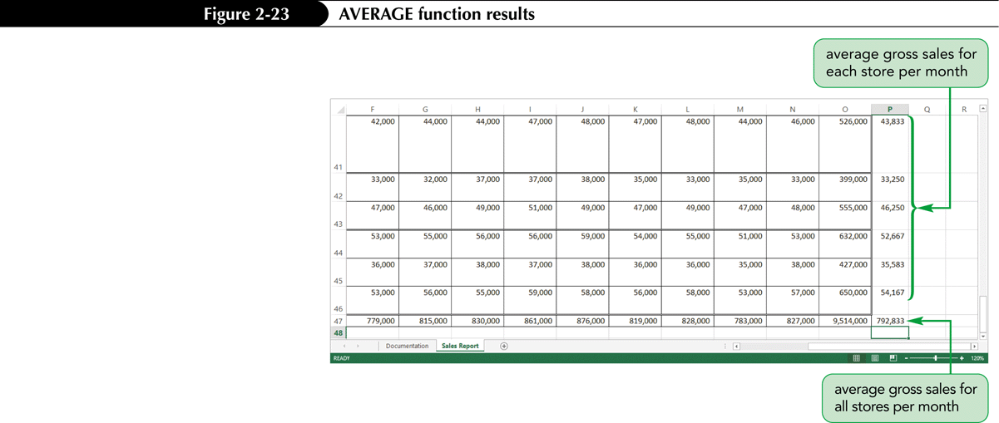 Figure 2-23 AVERAGE function results
average gross sales for
each store per month
F G H I J K L M N O P Q R
42,000 44,000 44,000 47,000 48,000 47,000 48,000 44,000 46,000 526,000 43,833
41
33,000 32,000 37,000 37,000 38,000 35,000 33,000 35,000 33,000 399,000 33,250
42
47,000 46,000 49,000 51,000 49,000 47,000 49,000 47,000 48,000 555,000 46,250
43
53,000 55,000 56,000 56,000 59,000 54,000 55,000 51,000 53,000 632,000 52,667
44
36,000 37,000 38,000 37,000 38,000 36,000 36,000 35,000 38,000 427,000 35,583
45
53,000 56,000 55,000 59,000 58,000 56,000 58,000 53,000 57,000 650,000 54,167
46
47 779,000 815,000 830,000 861,000 876,000 819,000 828,000 783,000 827,000 9,514,000 792,833
48
Documentation Sales Report
READY 120%
average gross sales for
all stores per month